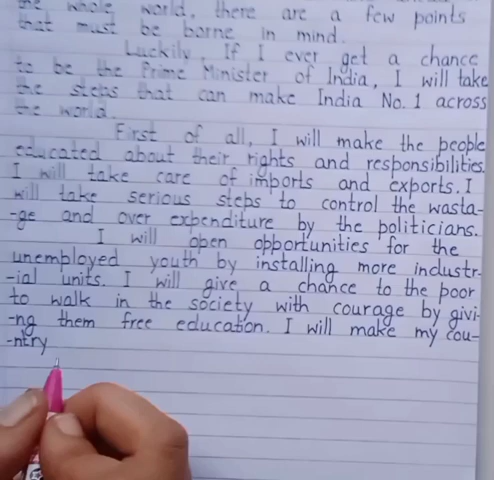 the whole world, there are a few points
that must be borne in mind.
Luckily, If I ever get a chance
to be the Prime Minister of India, I will take
the steps that can make India No. 1 across
the world.
First of all, I will make the people
educated about their rights and responsibilities.
I will take care of imports and exports. I
will take serious steps to control the wasta-
-ge and over expenditure by the politicians.
I will open opportunities for the
unemployed youth by installing more industr-
-ial units. I will give a chance to the poor
to walk in the society with courage by givi-
-ng them free education. I will make my cou-
-ntry